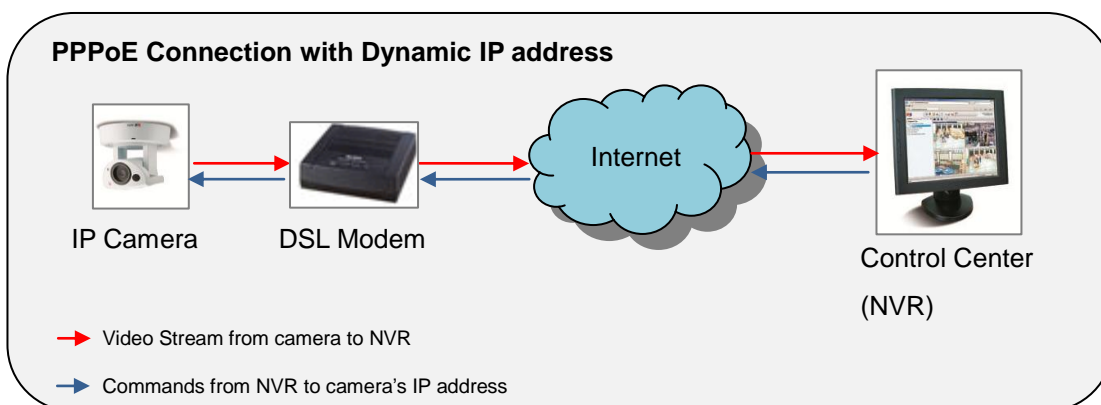 PPPoE Connection with Dynamic IP address
Internet
IP Camera
DSL Modem
Control Center
(NVR)
Video Stream from camera to NVR
Commands from NVR to camera's IP address